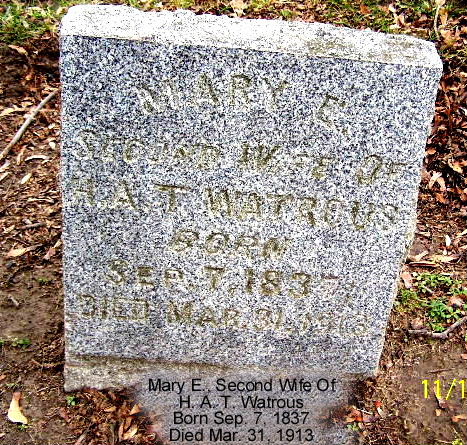 MARY E.
SECOND WIFE OF
H. A. T. WATROUS
BORN
SEP. 7, 1837,
DIED MAR. 31, 1913
Mary E., Second Wife Of
H. A. T. Watrous
Born Sep. 7, 1837
Died Mar. 31, 1913
11/1